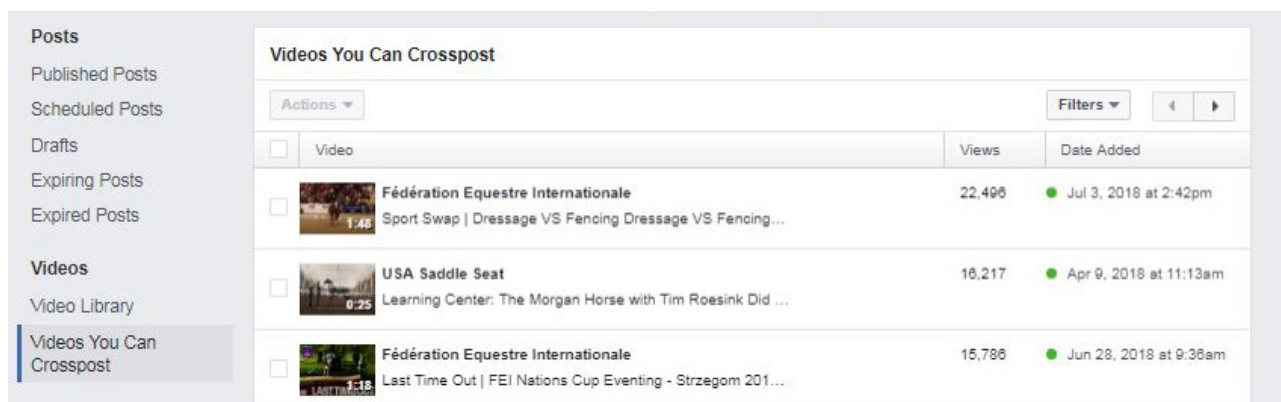 Posts
Published Posts
Scheduled Posts
Drafts
Expiring Posts
Expired Posts
Videos
Video Library
Videos You Can
Crosspost
Videos You Can Crosspost
Actions
Filters
Video Views Date Added
1:48
Fédération Equestre Internationale 22,496 Jul 3, 2018 at 2:42pm
Sport Swap | Dressage VS Fencing Dressage VS Fencing...
0:25
USA Saddle Seat 16,217 Apr 9, 2018 at 11:13am
Learning Center: The Morgan Horse with Tim Roesink Did ...
LAST TIME OUT 1:18
Fédération Equestre Internationale 15,786 Jun 28, 2018 at 9:36am
Last Time Out | FEI Nations Cup Eventing - Strzegom 201...